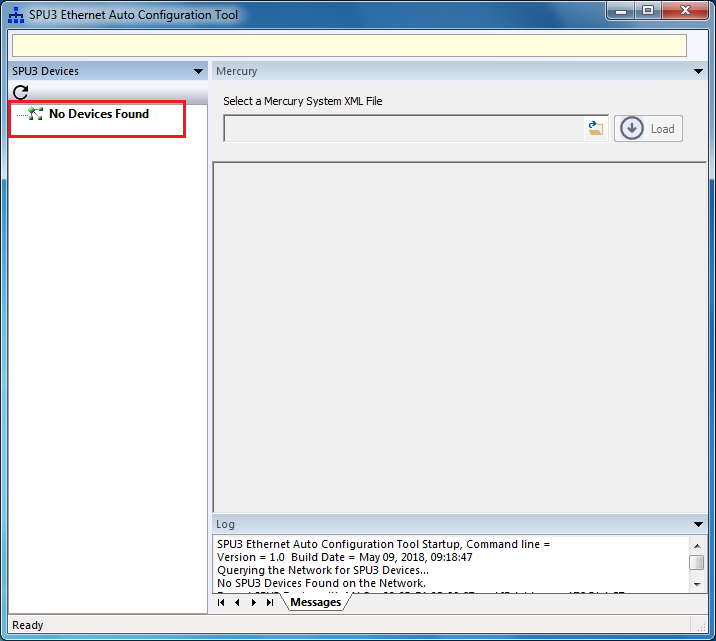 SPU3 Ethernet Auto Configuration Tool
SPU3 Devices
No Devices Found
Mercury
Select a Mercury System XML File
Load
Log
SPU3 Ethernet Auto Configuration Tool Startup, Command line =
Version = 1.0 Build Date = May 09, 2018, 09:18:47
Querying the Network for SPU3 Devices...
No SPU3 Devices Found on the Network.
Messages
Ready